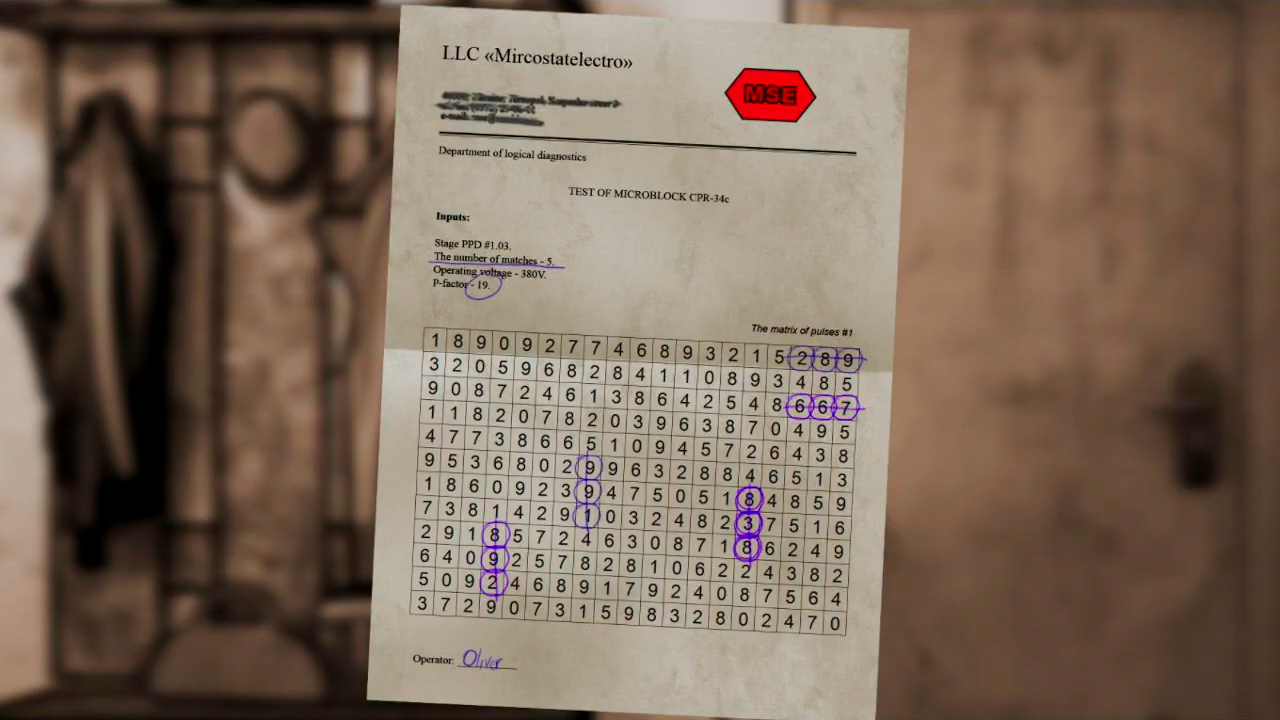 LLC «Mircostatelectro»
MSE
Department of logical diagnostics
TEST OF MICROBLOCK CPR-34c
Inputs:
Stage PPD #1.03.
The number of matches - 5.
Operating voltage - 380V.
P-factor - 19.
The matrix of pulses #1
1 8 9 0 9 2 7 7 4 6 8 9 3 2 1 5 2 8 9
3 2 0 5 9 6 8 2 8 4 1 1 0 8 9 3 4 8 5
9 0 8 7 2 4 6 1 3 8 6 4 2 5 4 8 6 6 7
1 1 8 2 0 7 8 2 0 3 9 6 3 8 7 0 4 9 5
4 7 7 3 8 6 6 5 1 0 9 4 5 7 2 6 4 3 8
9 5 3 6 8 0 2 9 9 6 3 2 8 8 4 6 5 1 3
1 8 6 0 9 2 3 9 4 7 5 0 5 1 8 4 8 5 9
7 3 8 1 4 2 9 1 0 3 2 4 8 2 3 7 5 1 6
2 9 1 8 5 7 2 4 6 3 0 8 7 1 8 6 2 4 9
6 4 0 9 2 5 7 8 2 8 1 0 6 2 2 4 3 8 2
5 0 9 2 4 6 8 9 1 7 9 2 4 0 8 7 5 6 4
3 7 2 9 0 7 3 1 5 9 8 3 2 8 0 2 4 7 0
Operator: Oliver